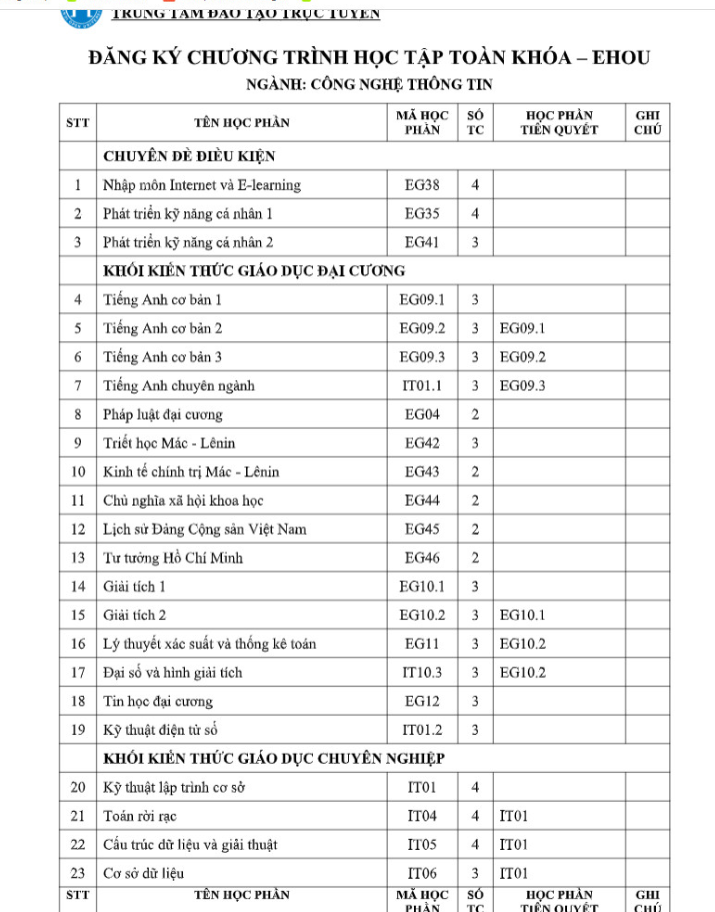 TRUNG TÂM ĐÀO TẠO TRỰC TUYẾN
ĐĂNG KÝ CHƯƠNG TRÌNH HỌC TẬP TOÀN KHÓA – EHOU
NGÀNH: CÔNG NGHỆ THÔNG TIN
STT TÊN HỌC PHẦN MÃ HỌC PHẦN SỐ TC HỌC PHẦN TIÊN QUYẾT GHI CHÚ
CHUYÊN ĐỀ ĐIỀU KIỆN
1 Nhập môn Internet và E-learning EG38 4
2 Phát triển kỹ năng cá nhân 1 EG35 4
3 Phát triển kỹ năng cá nhân 2 EG41 3
KHỐI KIẾN THỨC GIÁO DỤC ĐẠI CƯƠNG
4 Tiếng Anh cơ bản 1 EG09.1 3
5 Tiếng Anh cơ bản 2 EG09.2 3 EG09.1
6 Tiếng Anh cơ bản 3 EG09.3 3 EG09.2
7 Tiếng Anh chuyên ngành IT01.1 3 EG09.3
8 Pháp luật đại cương EG04 2
9 Triết học Mác - Lênin EG42 3
10 Kinh tế chính trị Mác - Lênin EG43 2
11 Chủ nghĩa xã hội khoa học EG44 2
12 Lịch sử Đảng Cộng sản Việt Nam EG45 2
13 Tư tưởng Hồ Chí Minh EG46 2
14 Giải tích 1 EG10.1 3
15 Giải tích 2 EG10.2 3 EG10.1
16 Lý thuyết xác suất và thống kê toán EG11 3 EG10.2
17 Đại số và hình giải tích IT10.3 3 EG10.2
18 Tin học đại cương EG12 3
19 Kỹ thuật điện tử số IT01.2 3
KHỐI KIẾN THỨC GIÁO DỤC CHUYÊN NGHIỆP
20 Kỹ thuật lập trình cơ sở IT01 4
21 Toán rời rạc IT04 4 IT01
22 Cấu trúc dữ liệu và giải thuật IT05 4 IT01
23 Cơ sở dữ liệu IT06 3 IT01
STT TÊN HỌC PHẦN MÃ HỌC PHẦN SỐ TC HỌC PHẦN TIÊN QUYẾT GHI CHÚ